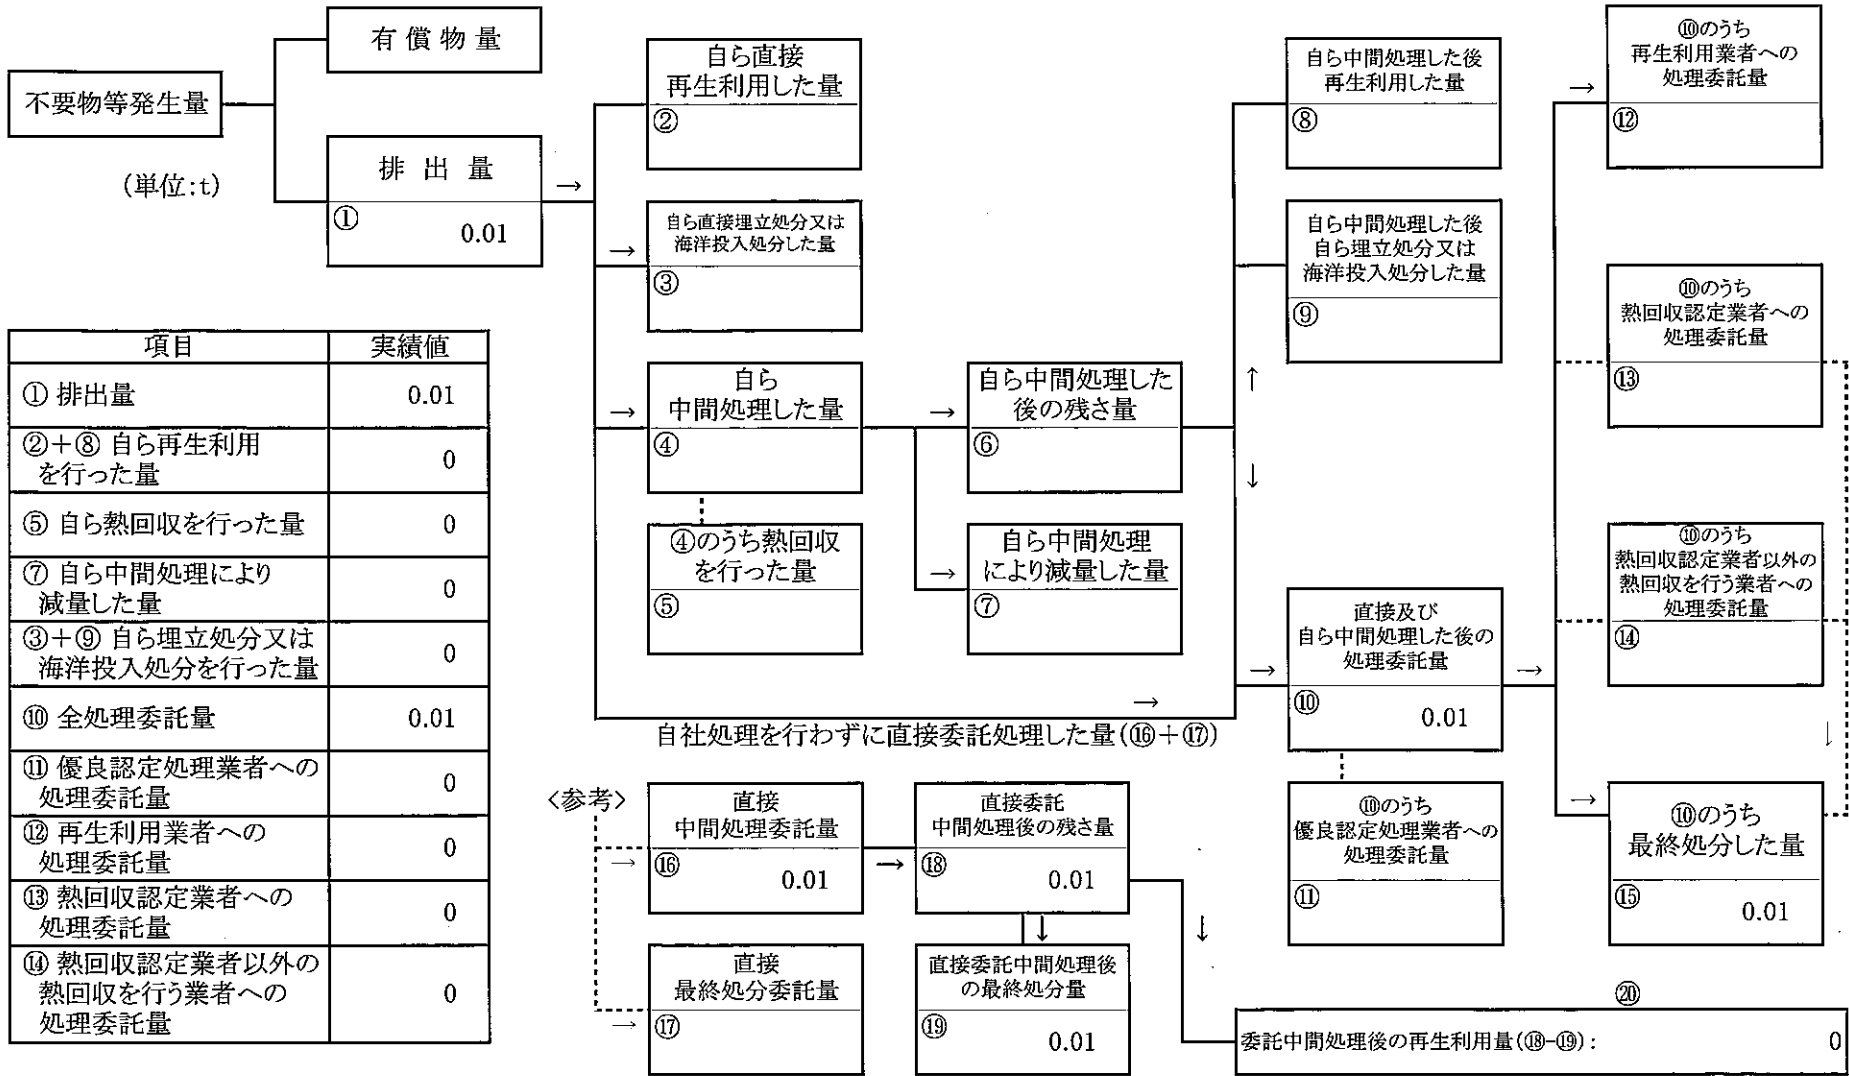 不要物等発生量
(単位:t)
有償物量
排出量
→
①
0.01
自ら直接
再生利用した量
②
→
自ら直接埋立処分又は
海洋投入処分した量
③
→
自ら
中間処理した量
④
④のうち熱回収
を行った量
⑤
→
自ら中間処理した
後の残さ量
⑥
→
自ら中間処理
により減量した量
⑦
↑
↓
自ら中間処理した後
再生利用した量
⑧
自ら中間処理した後
自ら埋立処分又は
海洋投入処分した量
⑨
→
自社処理を行わずに直接委託処理した量(⑯+⑰)
→
直接及び
自ら中間処理した後の
処理委託量
⑩
0.01
→
⑩のうち
優良認定処理業者への
処理委託量
⑪
→
⑩のうち
再生利用業者への
処理委託量
⑫
⑩のうち
熱回収認定業者への
処理委託量
⑬
⑩のうち
熱回収認定業者以外の
熱回収を行う業者への
処理委託量
⑭
↓
→
⑩のうち
最終処分した量
⑮
0.01
項目 実績値
① 排出量 0.01
②+⑧ 自ら再生利用
を行った量 0
⑤ 自ら熱回収を行った量 0
⑦ 自ら中間処理により
減量した量 0
③+⑨ 自ら埋立処分又は
海洋投入処分を行った量 0
⑩ 全処理委託量 0.01
⑪ 優良認定処理業者への
処理委託量 0
⑫ 再生利用業者への
処理委託量 0
⑬ 熱回収認定業者への
処理委託量 0
⑭ 熱回収認定業者以外の
熱回収を行う業者への
処理委託量 0
<参考>
→
直接
中間処理委託量
⑯
0.01
→
直接委託
中間処理後の残さ量
⑱
0.01
→
直接
最終処分委託量
⑰
↓
直接委託中間処理後
の最終処分量
⑲
0.01
↓
⑳
委託中間処理後の再生利用量(⑱-⑲): 0